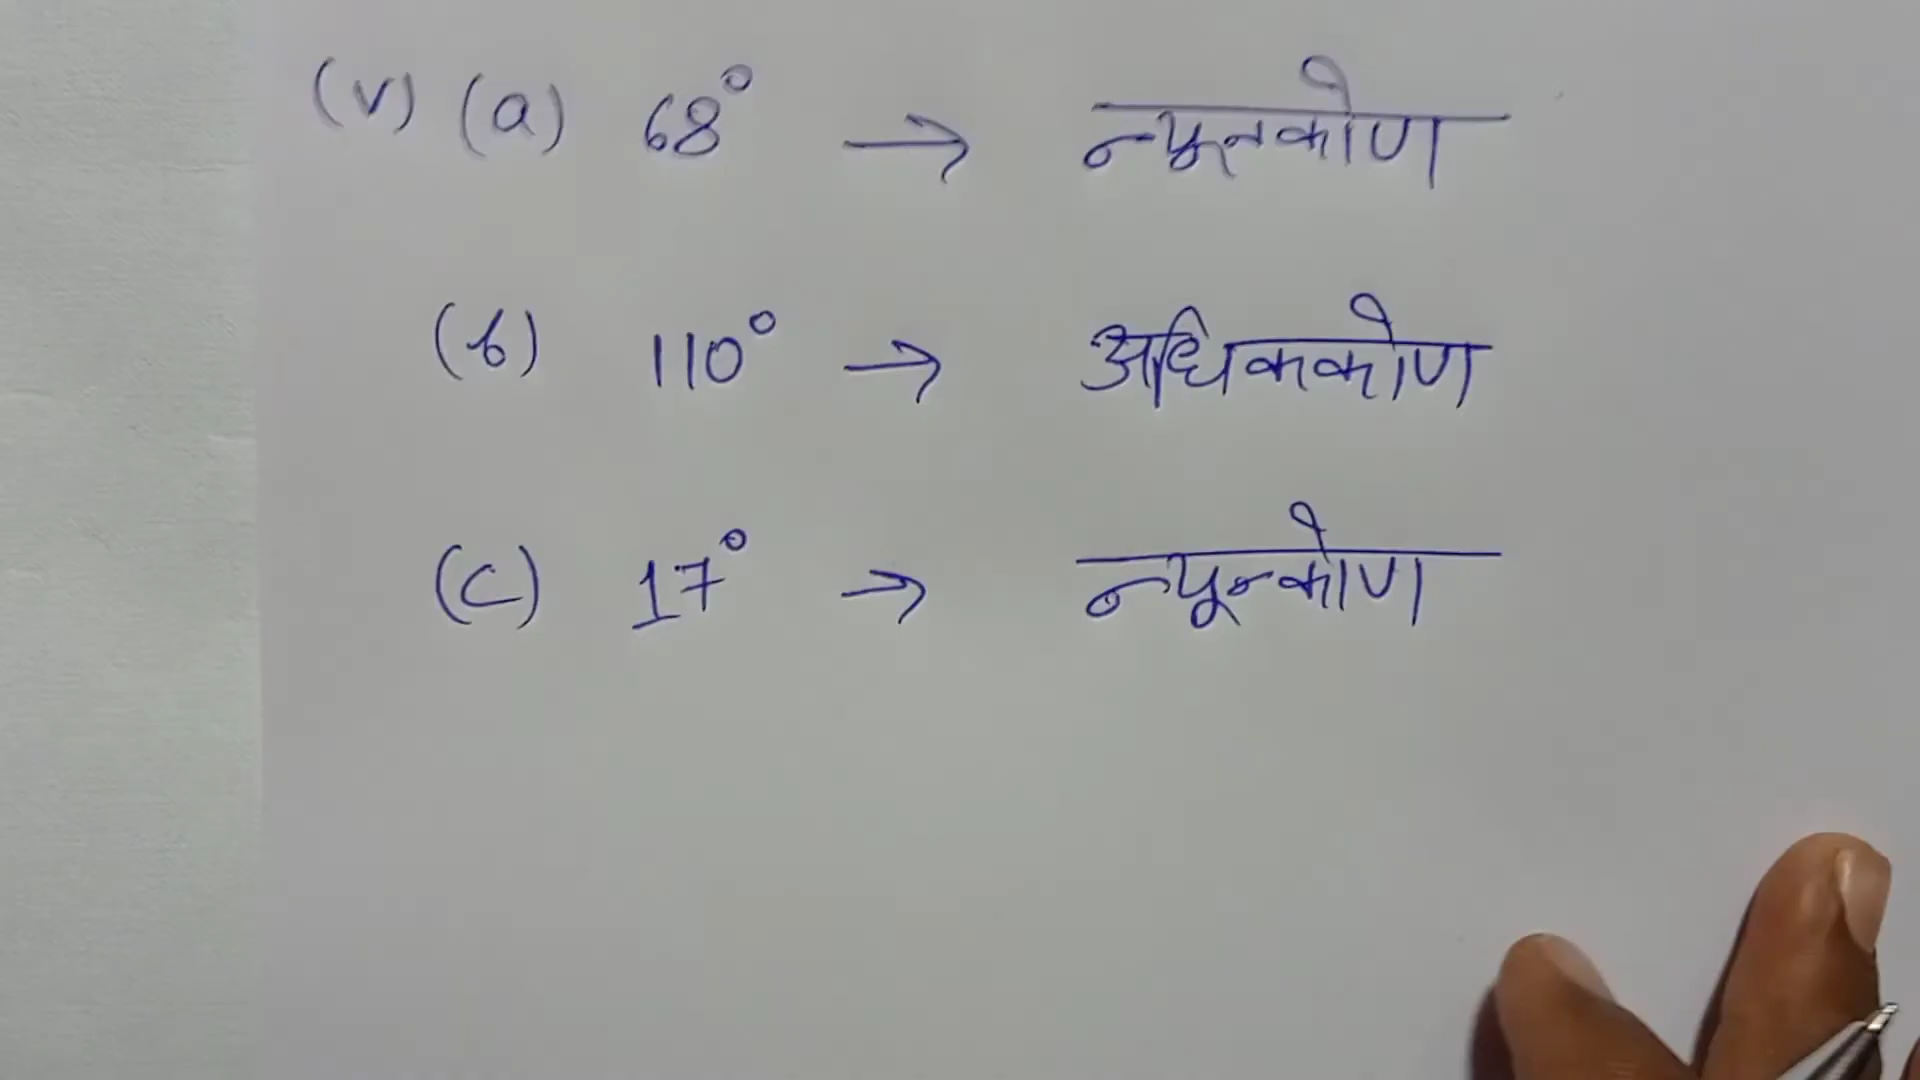 (v) (a) 68° → न्यूनकोण
(b) 110° → अधिककोण
(c) 17° → न्यूनकोण